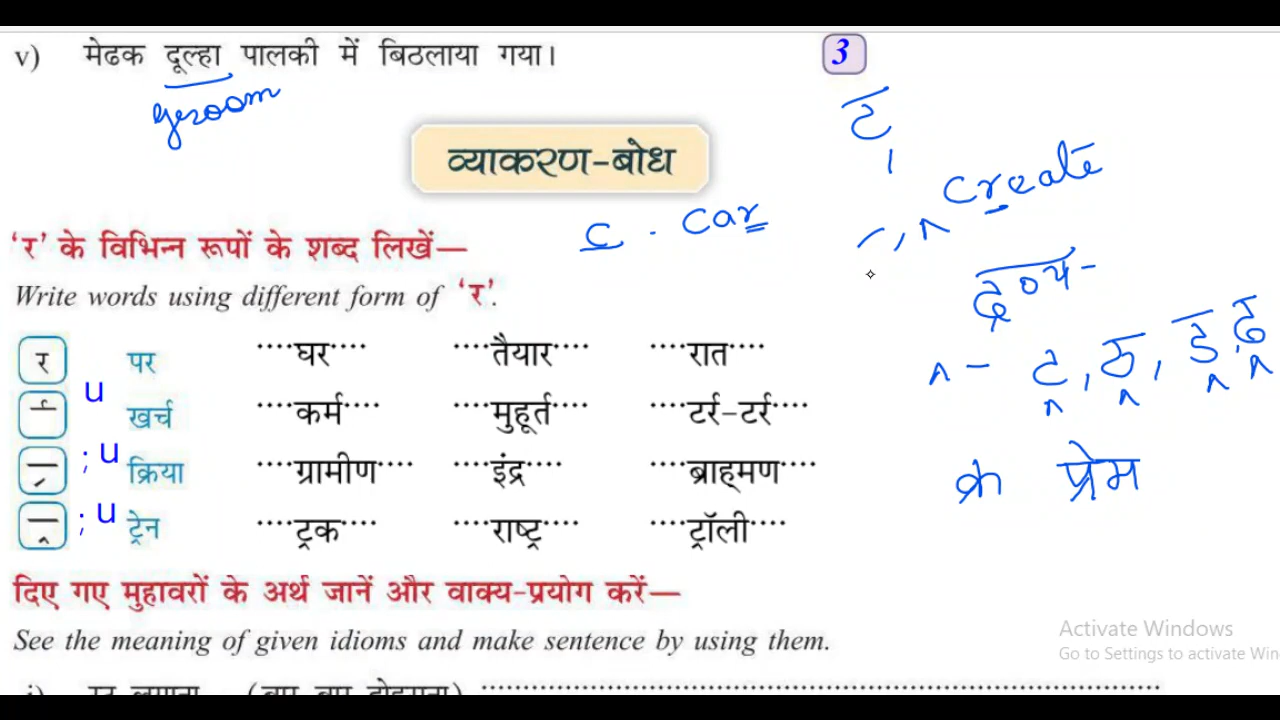 v) मेढक दूल्हा पालकी में बिठलाया गया।
3
groom
व्याकरण-बोध
ट
Create
C . Car
'र' के विभिन्न रूपों के शब्द लिखें—
Write words using different form of 'र'.
र पर ····घर···· ····तैयार···· ····रात····
u खर्च ····कर्म···· ····मुहूर्त···· ····टर्र-टर्र····
; u क्रिया ····ग्रामीण···· ····इंद्र···· ····ब्राह्मण····
; u ट्रेन ····ट्रक···· ····राष्ट्र···· ····ट्रॉली····
ट, ठ, ड, ढ
क्र प्रेम
दिए गए मुहावरों के अर्थ जानें और वाक्य-प्रयोग करें—
See the meaning of given idioms and make sentence by using them.
Activate Windows
Go to Settings to activate Win